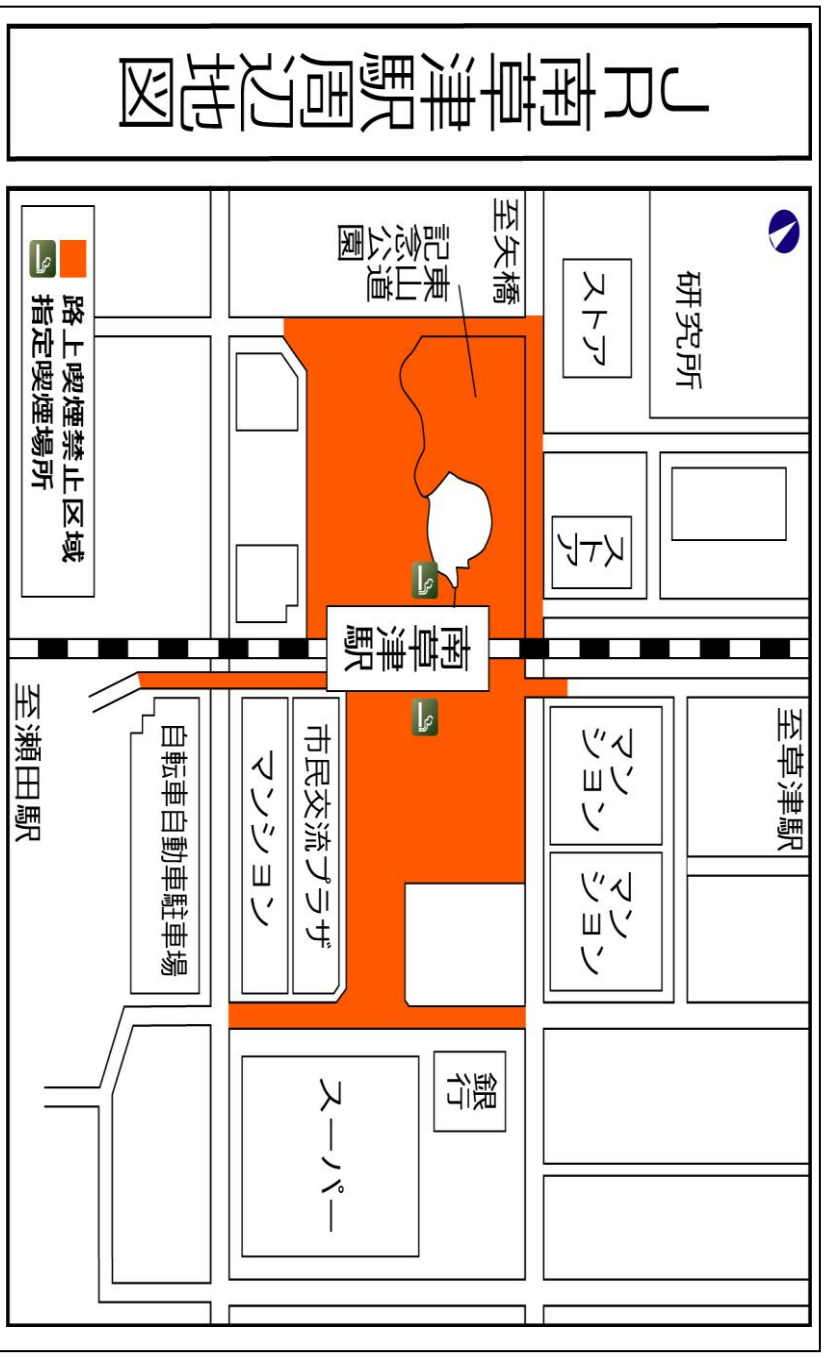 JR南草津駅周辺地図
研究所
ストア
ストア
至草津駅
至矢橋
東山道
記念公園
南草津駅
マン
ション
マン
ション
市民交流プラザ
マンション
自転車自動車駐車場
銀行
スーパー
至瀬田駅
路上喫煙禁止区域
指定喫煙場所